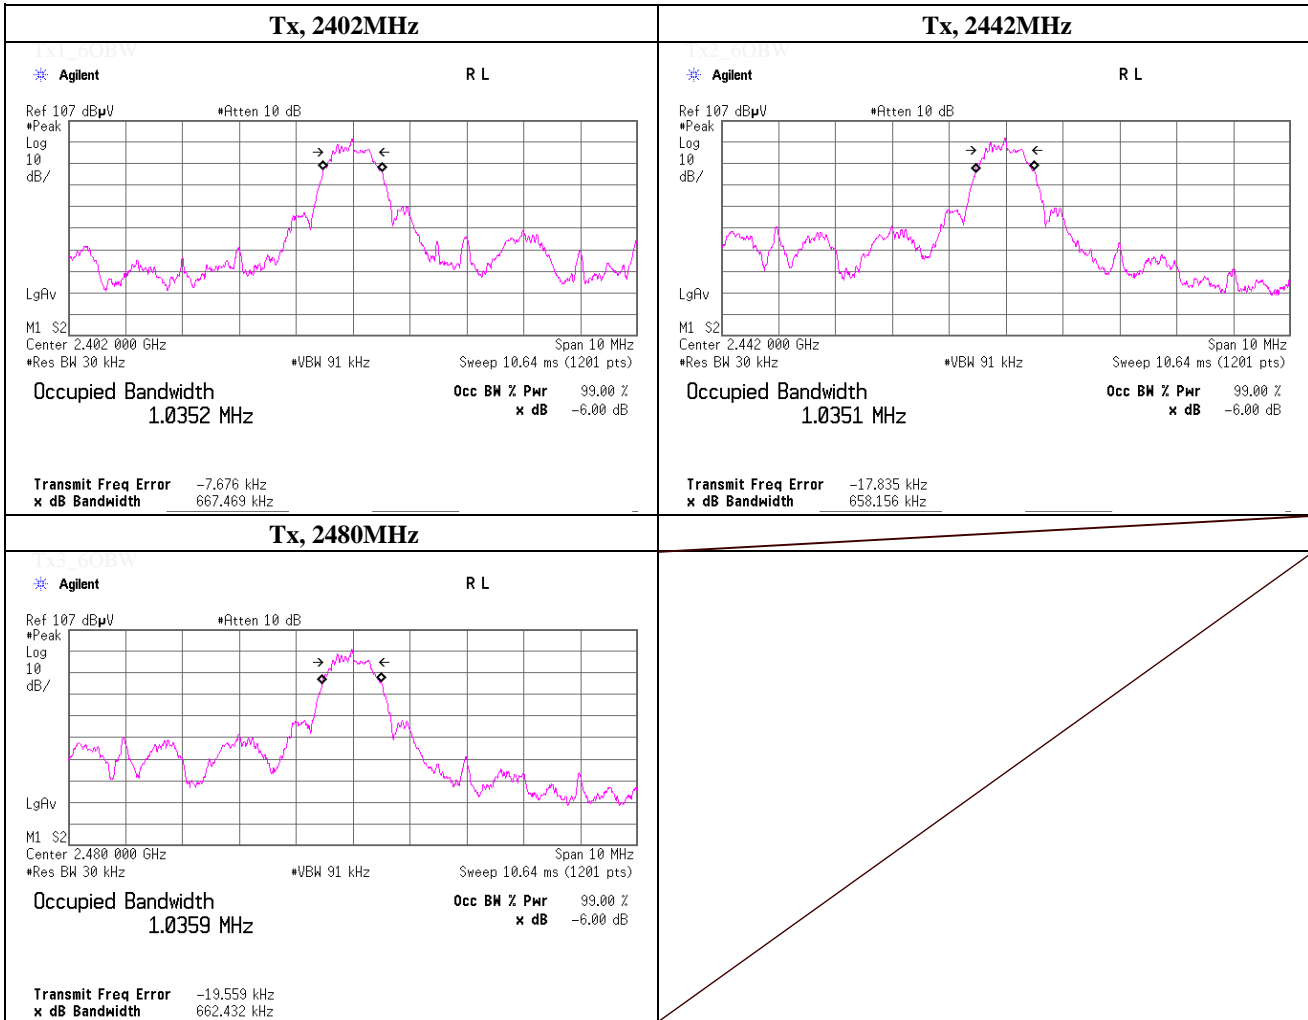 Tx, 2402MHz
Tx1_6OBW
Agilent
R L
Ref 107 dBµV #Atten 10 dB
#Peak
Log
10
dB/
LgAv
M1 S2
Center 2.402 000 GHz Span 10 MHz
#Res BW 30 kHz #VBW 91 kHz Sweep 10.64 ms (1201 pts)
Occupied Bandwidth Occ BW % Pwr 99.00 %
1.0352 MHz x dB -6.00 dB
Transmit Freq Error -7.676 kHz
x dB Bandwidth 667.469 kHz
Tx, 2442MHz
Tx2_6OBW
Agilent
R L
Ref 107 dBµV #Atten 10 dB
#Peak
Log
10
dB/
LgAv
M1 S2
Center 2.442 000 GHz Span 10 MHz
#Res BW 30 kHz #VBW 91 kHz Sweep 10.64 ms (1201 pts)
Occupied Bandwidth Occ BW % Pwr 99.00 %
1.0351 MHz x dB -6.00 dB
Transmit Freq Error -17.835 kHz
x dB Bandwidth 658.156 kHz
Tx, 2480MHz
Tx3_6OBW
Agilent
R L
Ref 107 dBµV #Atten 10 dB
#Peak
Log
10
dB/
LgAv
M1 S2
Center 2.480 000 GHz Span 10 MHz
#Res BW 30 kHz #VBW 91 kHz Sweep 10.64 ms (1201 pts)
Occupied Bandwidth Occ BW % Pwr 99.00 %
1.0359 MHz x dB -6.00 dB
Transmit Freq Error -19.559 kHz
x dB Bandwidth 662.432 kHz